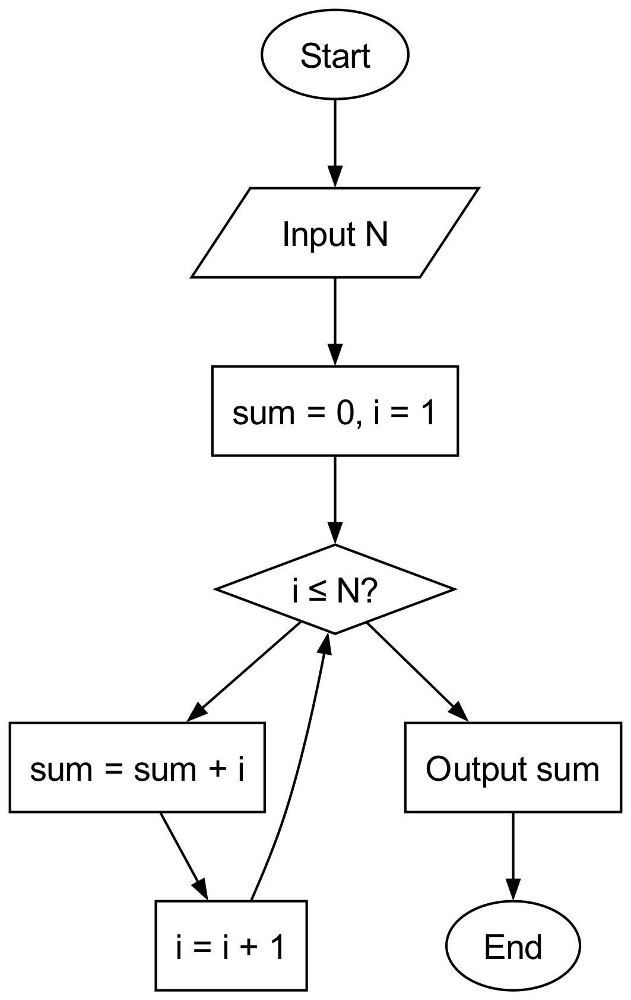 Start
Input N
sum = 0, i = 1
i ≤ N?
sum = sum + i
Output sum
i = i + 1
End